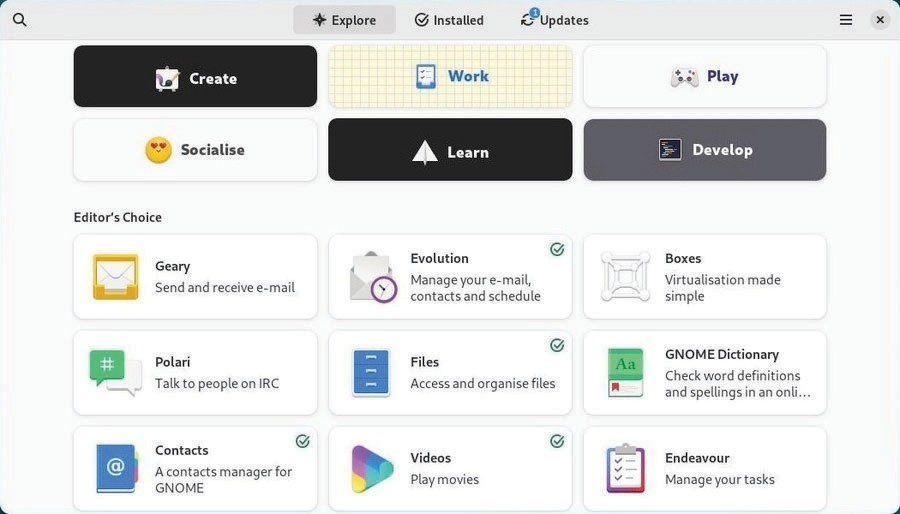 Explore
Installed
1
Updates
Create
Work
Play
Socialise
Learn
Develop
Editor's Choice
Geary
Send and receive e-mail
Evolution
Manage your e-mail,
contacts and schedule
Boxes
Virtualisation made
simple
#
Polari
Talk to people on IRC
Files
Access and organise files
Aa
GNOME Dictionary
Check word definitions
and spellings in an onli…
@
Contacts
A contacts manager for
GNOME
Videos
Play movies
Endeavour
Manage your tasks